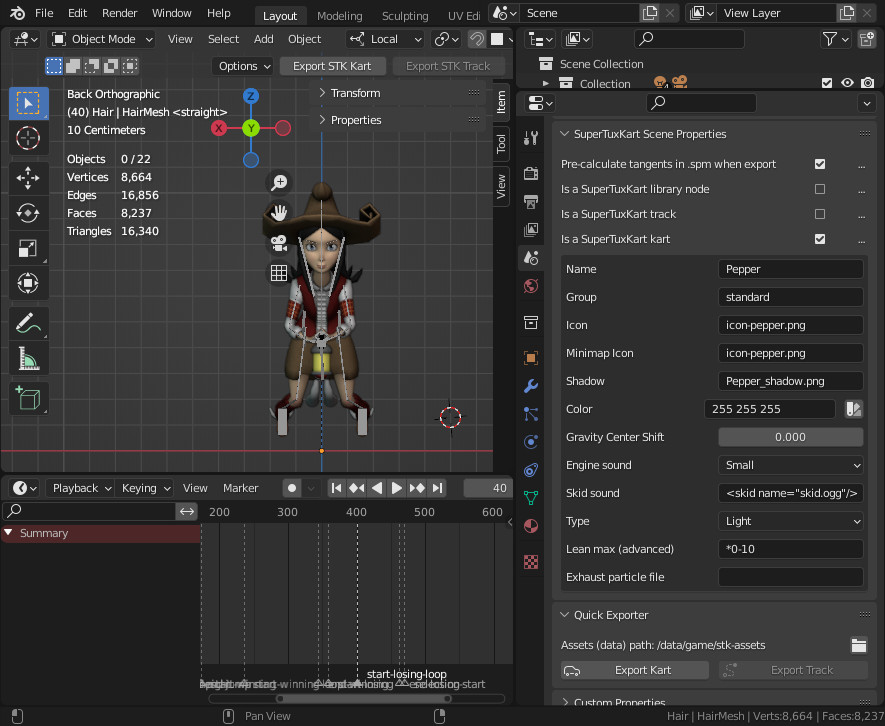 File Edit Render Window Help Layout Modeling Sculpting UV Edi Scene View Layer
Object Mode View Select Add Object Local
Options Export STK Kart Export STK Track
Scene Collection
Collection 4
Back Orthographic
(40) Hair | HairMesh <straight>
10 Centimeters
Objects 0 / 22
Vertices 8,664
Edges 16,856
Faces 8,237
Triangles 16,340
Z
X
Y
Transform
Properties
Item
Tool
View
SuperTuxKart Scene Properties
Pre-calculate tangents in .spm when export ...
Is a SuperTuxKart library node ...
Is a SuperTuxKart track ...
Is a SuperTuxKart kart ...
Name Pepper
Group standard
Icon icon-pepper.png
Minimap Icon icon-pepper.png
Shadow Pepper_shadow.png
Color 255 255 255
Gravity Center Shift 0.000
Engine sound Small
Skid sound <skid name="skid.ogg"/>
Type Light
Lean max (advanced) *0-10
Exhaust particle file
Quick Exporter
Assets (data) path: /data/game/stk-assets
Export Kart Export Track
Custom Properties
Playback Keying View Marker 40
200 300 400 500 600
Summary
start-losing-loop
Pan View
Hair | HairMesh | Verts:8,664 | Faces:8,237